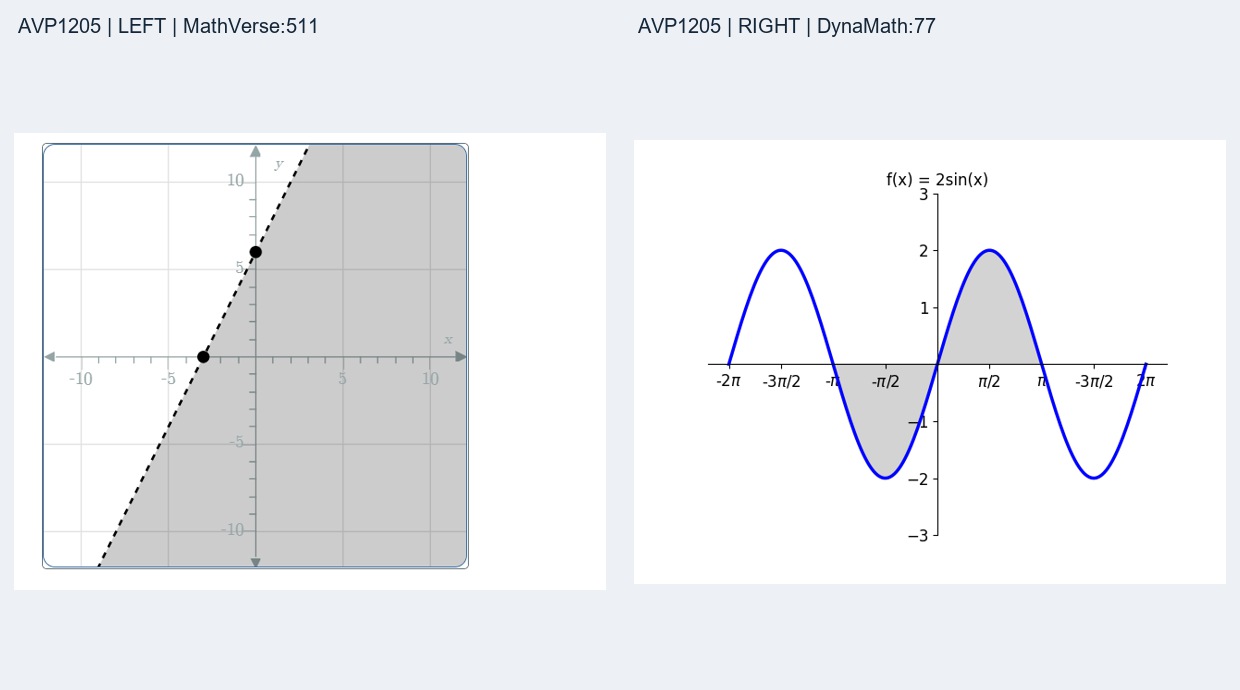 AVP1205 | LEFT | MathVerse:511
AVP1205 | RIGHT | DynaMath:77
y
10
5
x
-10
-5
5
10
-5
-10
f(x) = 2sin(x)
3
2
1
-2π
-3π/2
-π
-π/2
π/2
π
-3π/2
2π
−1
−2
−3